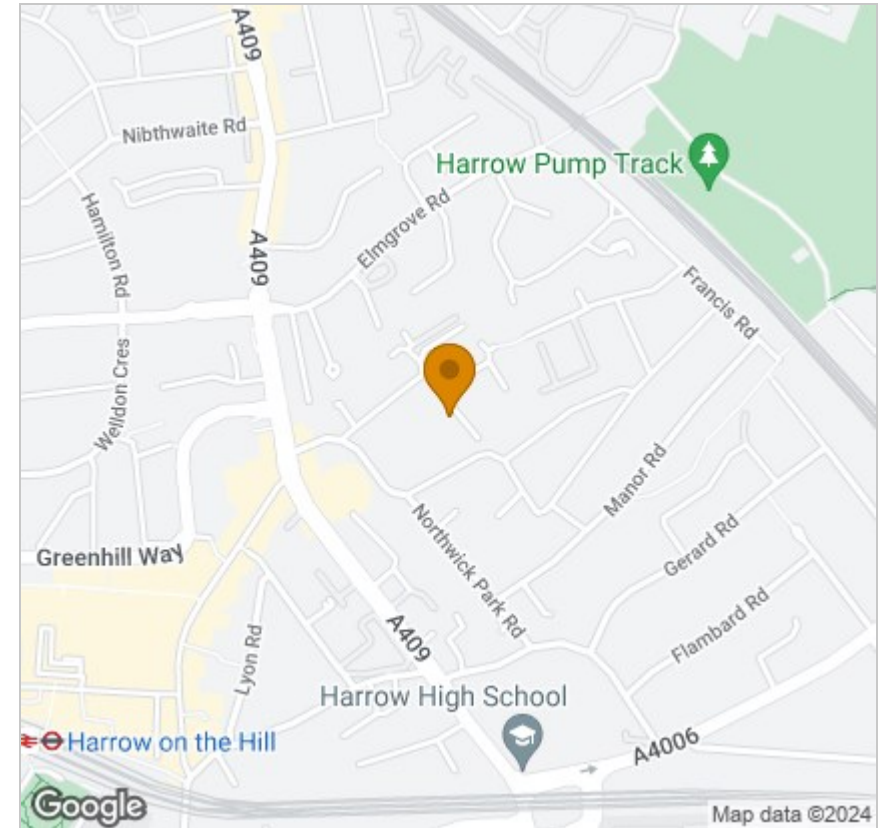 A409
Nibthwaite Rd
Harrow Pump Track
Elmgrove Rd
Hamilton Rd
A409
Francis Rd
Welldon Cres
Manor Rd
Northwick Park Rd
Greenhill Way
Gerard Rd
Flambard Rd
A409
Lyon Rd
Harrow High School
A4006
Harrow on the Hill
Google
Map data ©2024